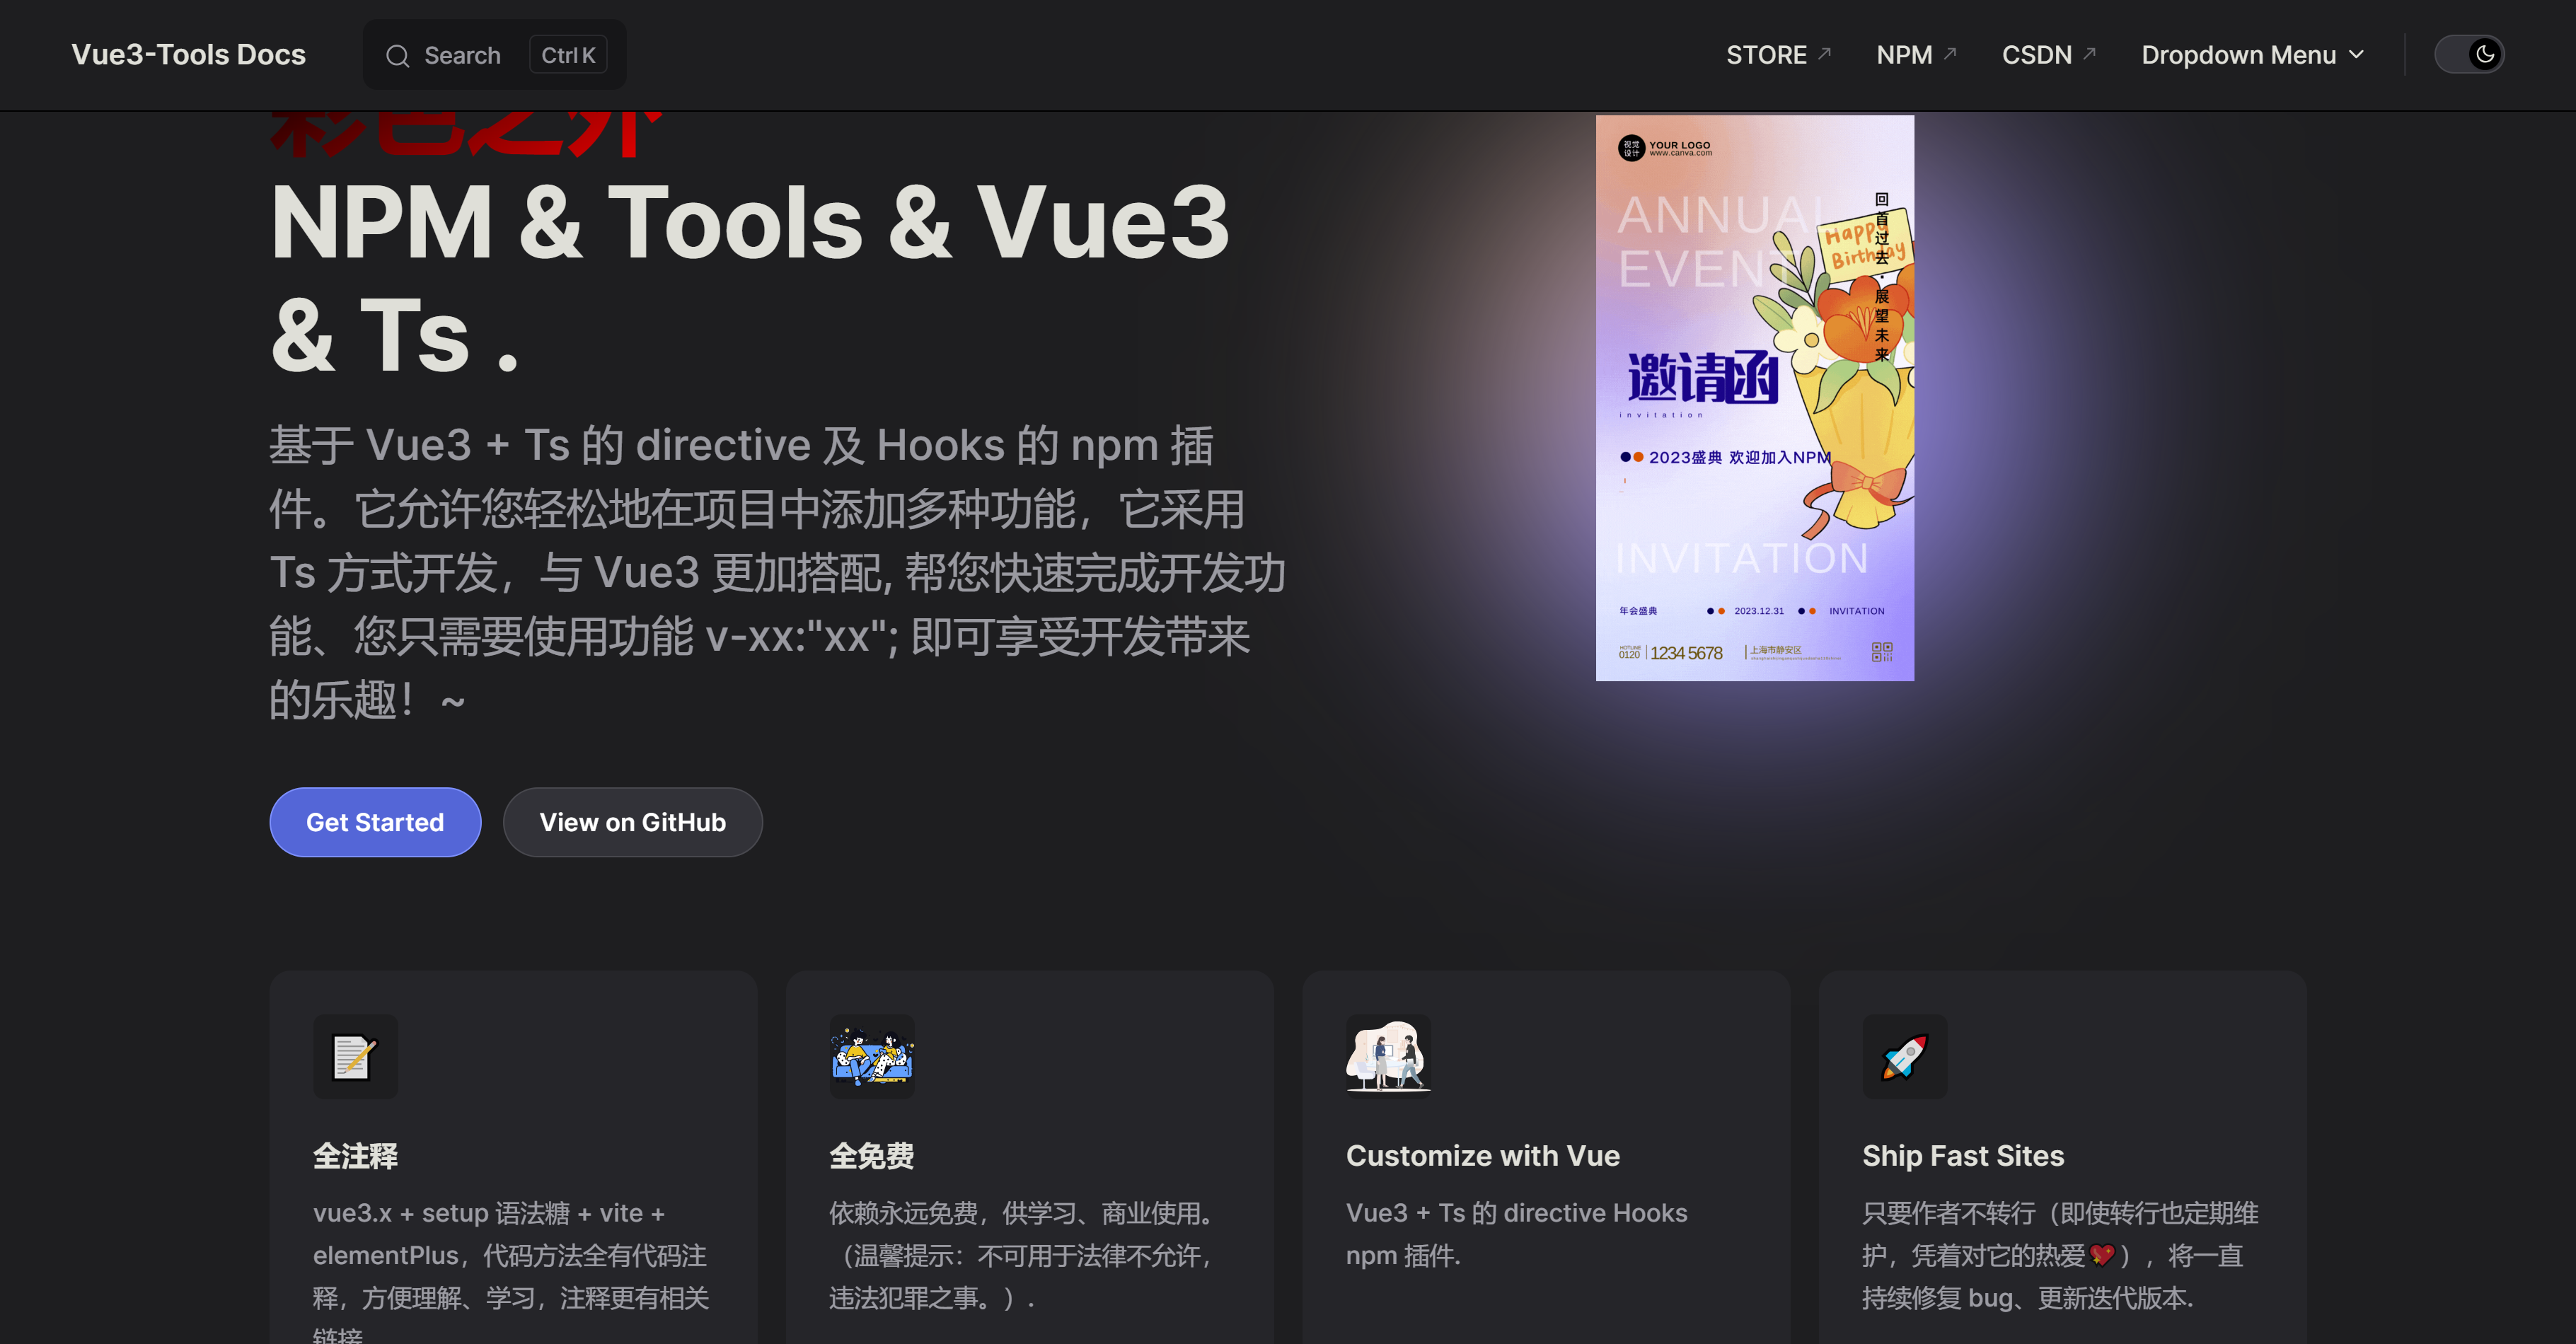 Vue3-Tools Docs
Search
Ctrl K
STORE
NPM
CSDN
Dropdown Menu
彩色之外
NPM & Tools & Vue3
& Ts .
基于 Vue3 + Ts 的 directive 及 Hooks 的 npm 插
件。它允许您轻松地在项目中添加多种功能，它采用
Ts 方式开发，与 Vue3 更加搭配, 帮您快速完成开发功
能、您只需要使用功能 v-xx:"xx"; 即可享受开发带来
的乐趣！~
Get Started
View on GitHub
视觉
设计
YOUR LOGO
www.canva.com
ANNUAL
EVENT
Happy
Birthday
回首过去·展望未来
邀请函
invitation
2023盛典 欢迎加入NPM
INVITATION
年会盛典
2023.12.31
INVITATION
HOTLINE
0120
1234 5678
上海市静安区
全注释
vue3.x + setup 语法糖 + vite +
elementPlus，代码方法全有代码注
释，方便理解、学习，注释更有相关
链接
全免费
依赖永远免费，供学习、商业使用。
（温馨提示：不可用于法律不允许，
违法犯罪之事。）.
Customize with Vue
Vue3 + Ts 的 directive Hooks
npm 插件.
Ship Fast Sites
只要作者不转行（即使转行也定期维
护，凭着对它的热爱💖），将一直
持续修复 bug、更新迭代版本.